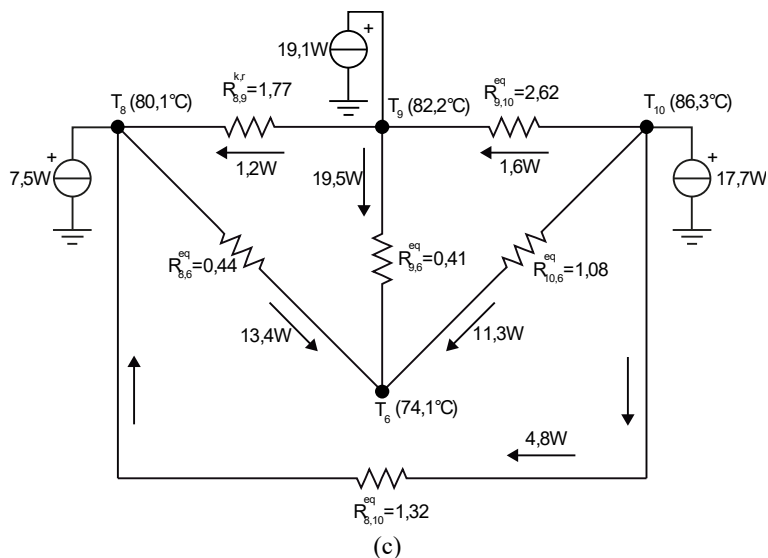 19,1W
+
T8 (80,1°C)
R8,9k,r=1,77
T9 (82,2°C)
R9,10eq=2,62
T10 (86,3°C)
+
7,5W
1,2W
19,5W
1,6W
+
17,7W
R8,6eq=0,44
R9,6eq=0,41
R10,6eq=1,08
13,4W
11,3W
T6 (74,1°C)
4,8W
R8,10eq=1,32
(c)